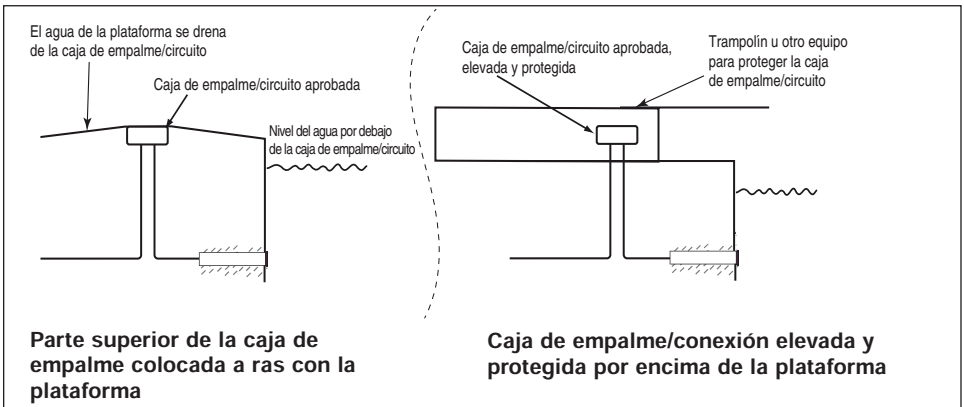 El agua de la plataforma se drena
de la caja de empalme/circuito
Caja de empalme/circuito aprobada
Nivel del agua por debajo
de la caja de empalme/circuito
Parte superior de la caja de
empalme colocada a ras con la
plataforma
Caja de empalme/circuito aprobada,
elevada y protegida
Trampolín u otro equipo
para proteger la caja
de empalme/circuito
Caja de empalme/conexión elevada y
protegida por encima de la plataforma